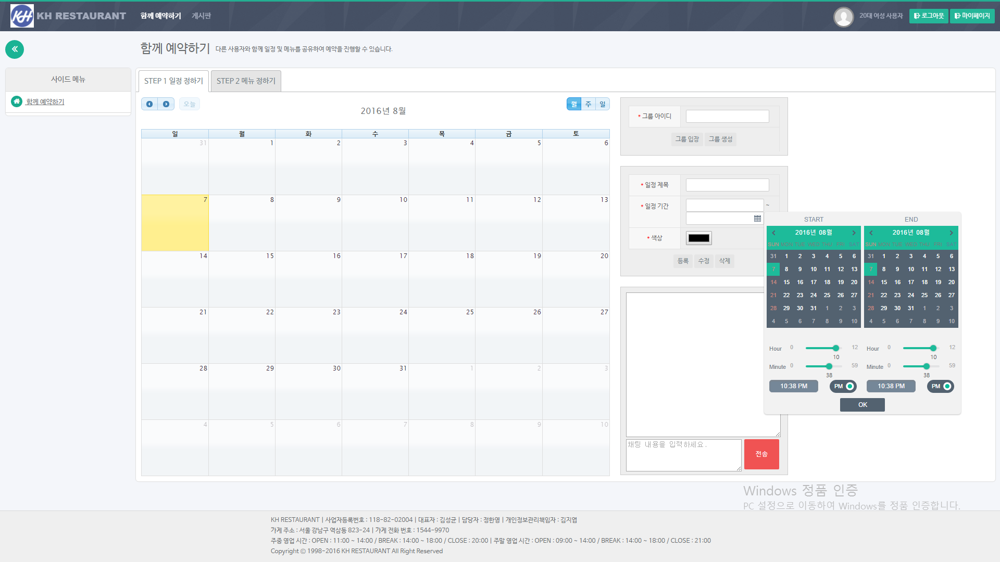 KH KH RESTAURANT 함께 예약하기 게시판 20대 여성 사용자 로그아웃 마이페이지
함께 예약하기 다른 사용자와 함께 일정 및 메뉴를 공유하여 예약을 진행할 수 있습니다.
사이드 메뉴
함께 예약하기
STEP 1 일정 정하기 STEP 2 메뉴 정하기
오늘 2016년 8월 월 주 일
일 월 화 수 목 금 토
31 1 2 3 4 5 6
7 8 9 10 11 12 13
14 15 16 17 18 19 20
21 22 23 24 25 26 27
28 29 30 31 1 2 3
4 5 6 7 8 9 10
* 그룹 아이디
그룹 입장 그룹 생성
* 일정 제목
* 일정 기간 ~
* 색상
등록 수정 삭제
START END
2016년 08월 2016년 08월
SUN MON TUE WED THU FRI SAT SUN MON TUE WED THU FRI SAT
31 1 2 3 4 5 6 31 1 2 3 4 5 6
7 8 9 10 11 12 13 7 8 9 10 11 12 13
14 15 16 17 18 19 20 14 15 16 17 18 19 20
21 22 23 24 25 26 27 21 22 23 24 25 26 27
28 29 30 31 1 2 3 28 29 30 31 1 2 3
4 5 6 7 8 9 10 4 5 6 7 8 9 10
Hour 0 12 Hour 0 12
10 10
Minute 0 59 Minute 0 59
38 38
10:38 PM PM 10:38 PM PM
OK
채팅 내용을 입력하세요.
전송
Windows 정품 인증
PC 설정으로 이동하여 Windows를 정품 인증합니다.
KH RESTAURANT | 사업자등록번호 : 118-82-02004 | 대표자 : 김성균 | 담당자 : 정한영 | 개인정보관리책임자 : 김지엽
가게 주소 : 서울 강남구 역삼동 823-24 | 가게 전화 번호 : 1544-9970
주중 영업 시간 : OPEN : 11:00 ~ 14:00 / BREAK : 14:00 ~ 18:00 / CLOSE : 20:00 | 주말 영업 시간 : OPEN : 09:00 ~ 14:00 / BREAK : 14:00 ~ 18:00 / CLOSE : 21:00
Copyright © 1998-2016 KH RESTAURANT All Right Reserved